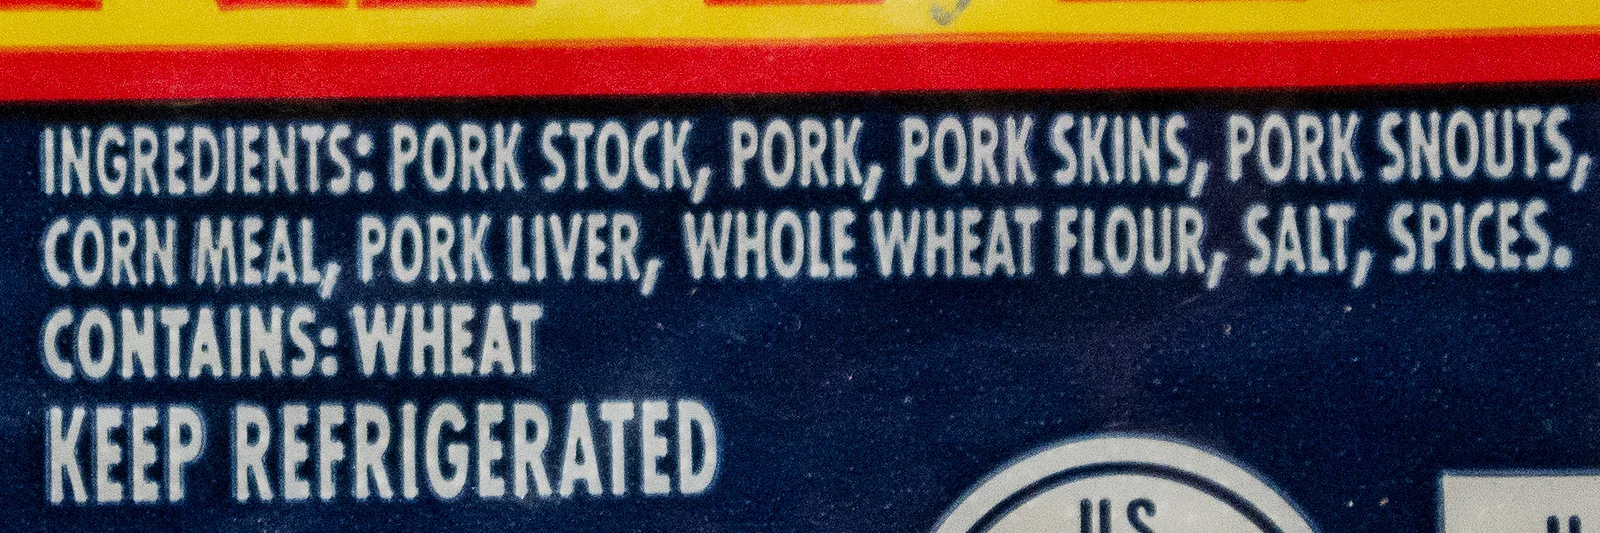 INGREDIENTS: PORK STOCK, PORK, PORK SKINS, PORK SNOUTS,
CORN MEAL, PORK LIVER, WHOLE WHEAT FLOUR, SALT, SPICES.
CONTAINS: WHEAT
KEEP REFRIGERATED
U.S.